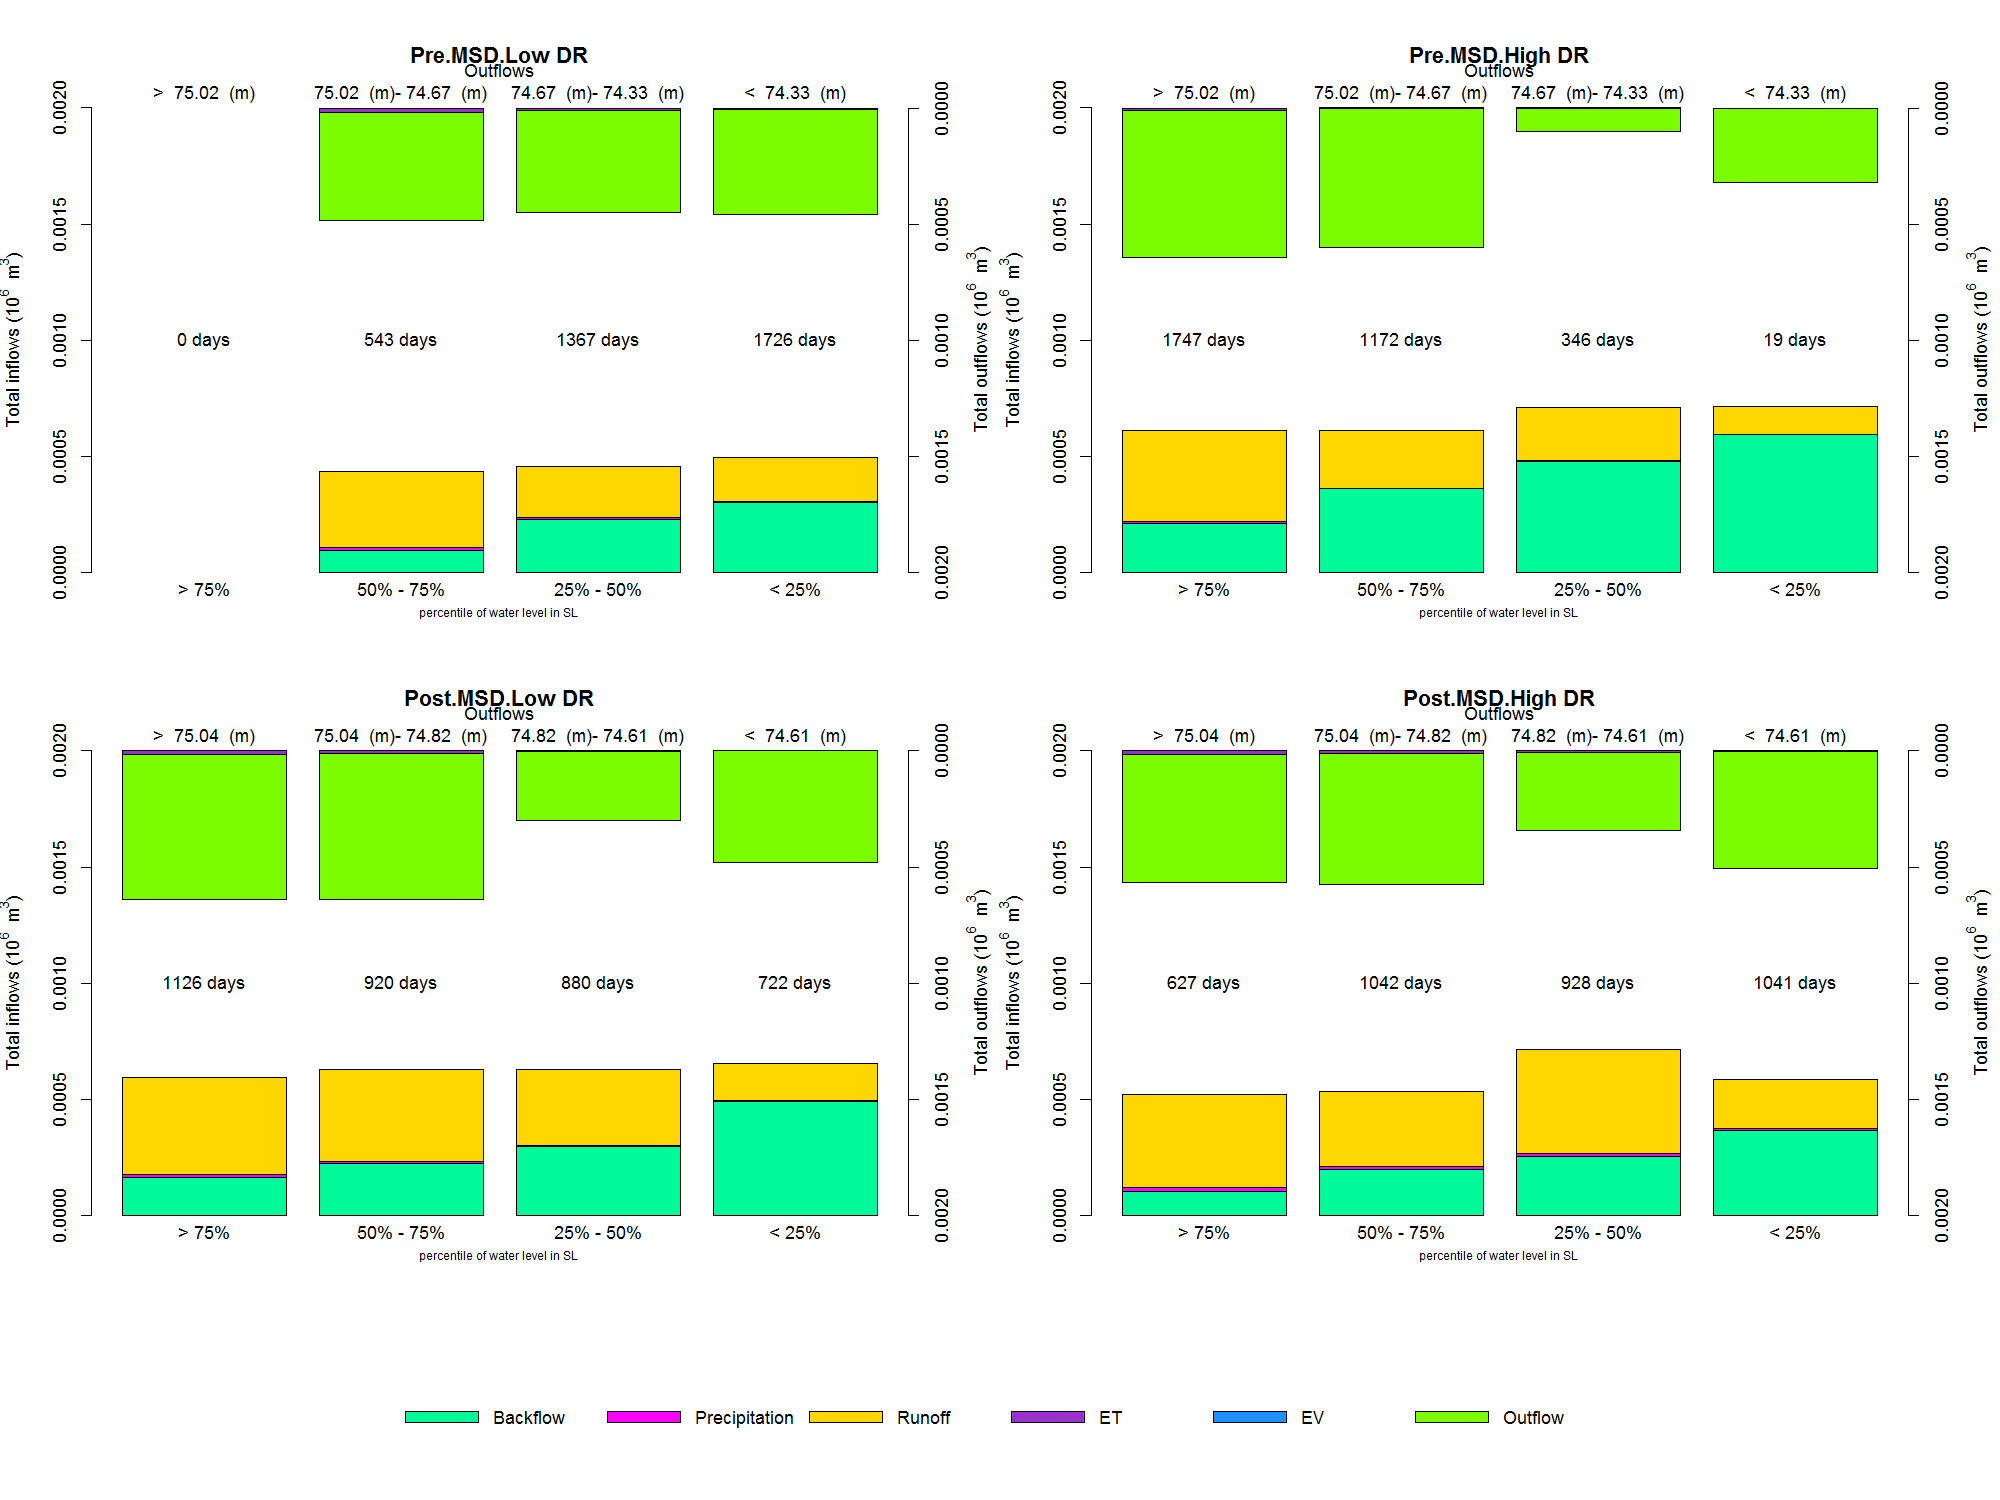 Pre.MSD.Low DR
Outflows
> 75.02 (m) 75.02 (m)- 74.67 (m) 74.67 (m)- 74.33 (m) < 74.33 (m)
Total inflows (10^6 m^3)
0.0000 0.0005 0.0010 0.0015 0.0020
0 days 543 days 1367 days 1726 days
0.0020 0.0015 0.0010 0.0005 0.0000
Total outflows (10^6 m^3)
> 75% 50% - 75% 25% - 50% < 25%
percentile of water level in SL
Pre.MSD.High DR
Outflows
> 75.02 (m) 75.02 (m)- 74.67 (m) 74.67 (m)- 74.33 (m) < 74.33 (m)
Total inflows (10^6 m^3)
0.0000 0.0005 0.0010 0.0015 0.0020
1747 days 1172 days 346 days 19 days
0.0020 0.0015 0.0010 0.0005 0.0000
Total outflows (10^6 m^3)
> 75% 50% - 75% 25% - 50% < 25%
percentile of water level in SL
Post.MSD.Low DR
Outflows
> 75.04 (m) 75.04 (m)- 74.82 (m) 74.82 (m)- 74.61 (m) < 74.61 (m)
Total inflows (10^6 m^3)
0.0000 0.0005 0.0010 0.0015 0.0020
1126 days 920 days 880 days 722 days
0.0020 0.0015 0.0010 0.0005 0.0000
Total outflows (10^6 m^3)
> 75% 50% - 75% 25% - 50% < 25%
percentile of water level in SL
Post.MSD.High DR
Outflows
> 75.04 (m) 75.04 (m)- 74.82 (m) 74.82 (m)- 74.61 (m) < 74.61 (m)
Total inflows (10^6 m^3)
0.0000 0.0005 0.0010 0.0015 0.0020
627 days 1042 days 928 days 1041 days
0.0020 0.0015 0.0010 0.0005 0.0000
Total outflows (10^6 m^3)
> 75% 50% - 75% 25% - 50% < 25%
percentile of water level in SL
Backflow Precipitation Runoff ET EV Outflow